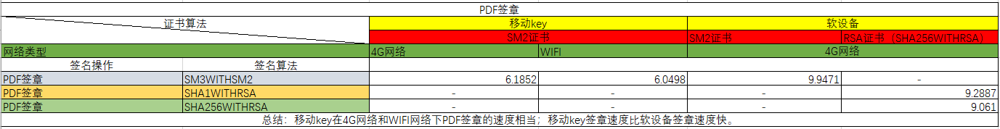 PDF签章
证书算法 移动key 软设备
SM2证书 SM2证书 RSA证书（SHA256WITHRSA）
网络类型 4G网络 WIFI 4G网络
签名操作 签名算法
PDF签章 SM3WITHSM2 6.1852 6.0498 9.9471 -
PDF签章 SHA1WITHRSA - - - 9.2887
PDF签章 SHA256WITHRSA - - - 9.061
总结：移动key在4G网络和WIFI网络下PDF签章的速度相当；移动key签章速度比软设备签章速度快。